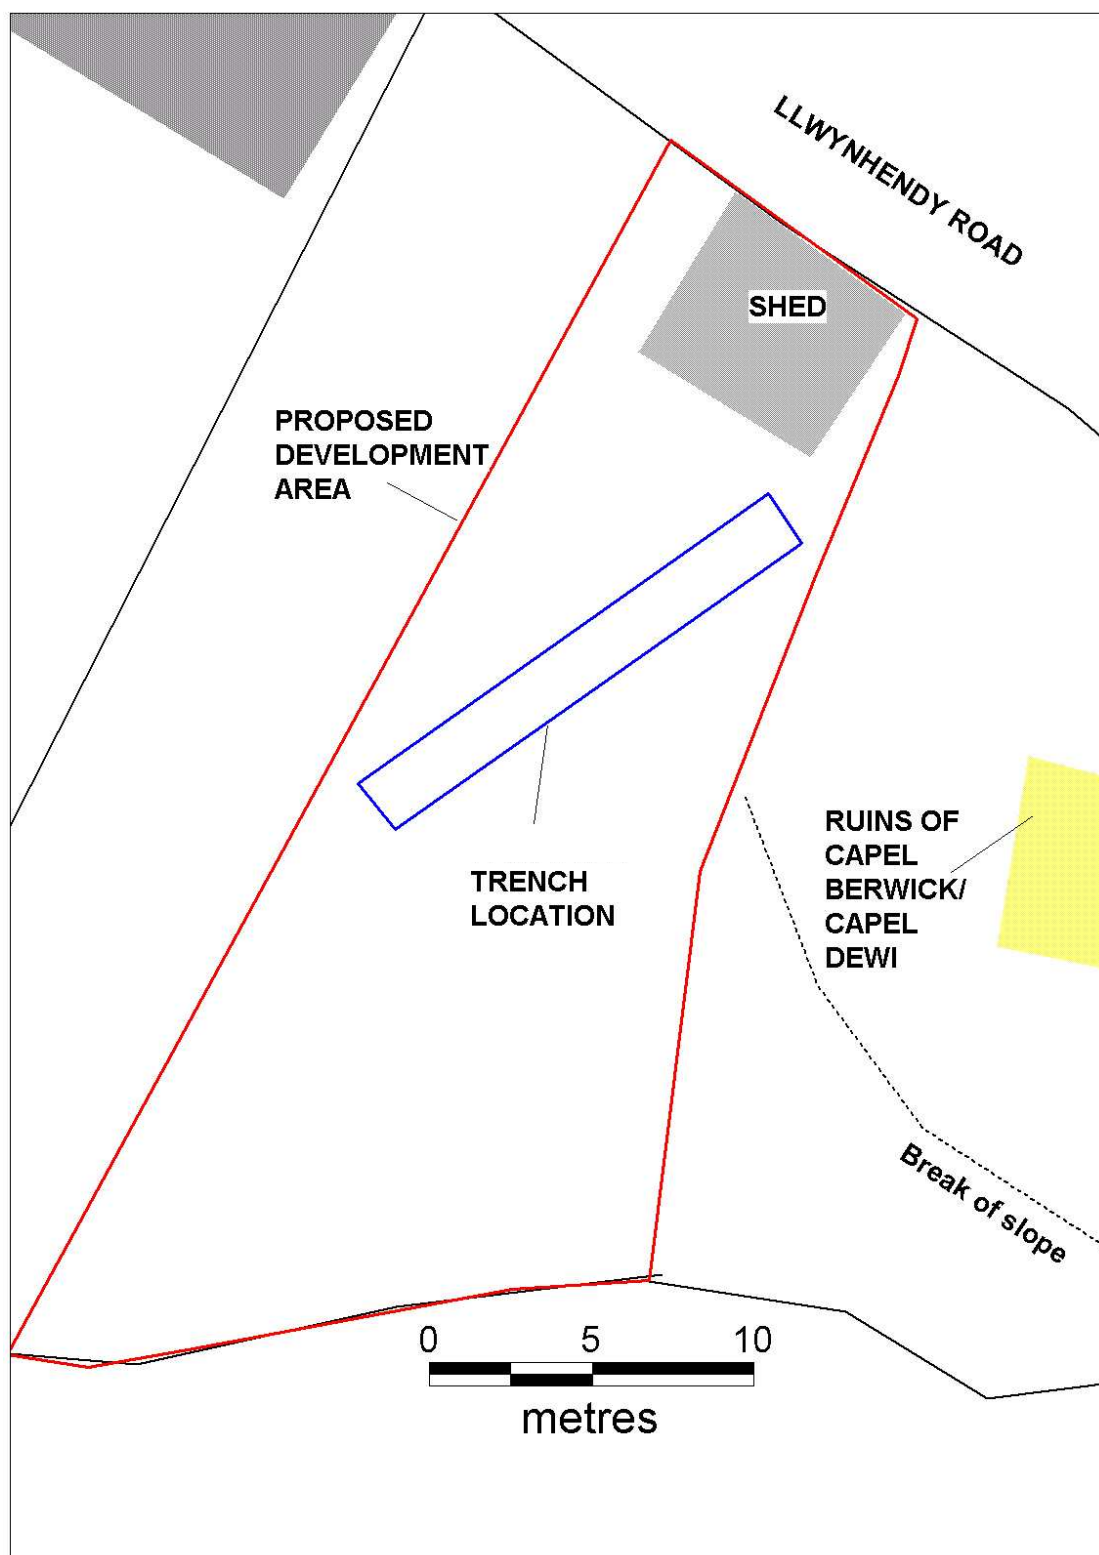 LLWYNHENDY ROAD
SHED
PROPOSED
DEVELOPMENT
AREA
TRENCH
LOCATION
RUINS OF
CAPEL
BERWICK/
CAPEL
DEWI
Break of slope
0 5 10
metres